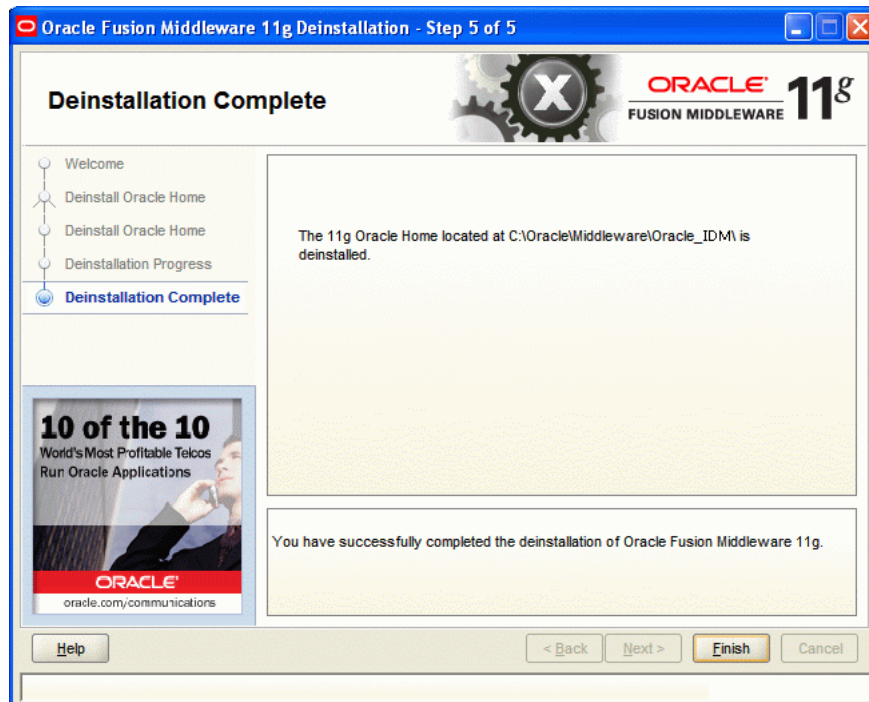 Oracle Fusion Middleware 11g Deinstallation - Step 5 of 5
Deinstallation Complete
X
ORACLE'
FUSION MIDDLEWARE
11g
Welcome
Deinstall Oracle Home
Deinstall Oracle Home
Deinstallation Progress
Deinstallation Complete
The 11g Oracle Home located at C:\Oracle\Middleware\Oracle_IDM\ is
deinstalled.
10 of the 10
World's Most Profitable Telcos
Run Oracle Applications
ORACLE'
oracle.com/communications
You have successfully completed the deinstallation of Oracle Fusion Middleware 11g.
Help
< Back
Next >
Finish
Cancel